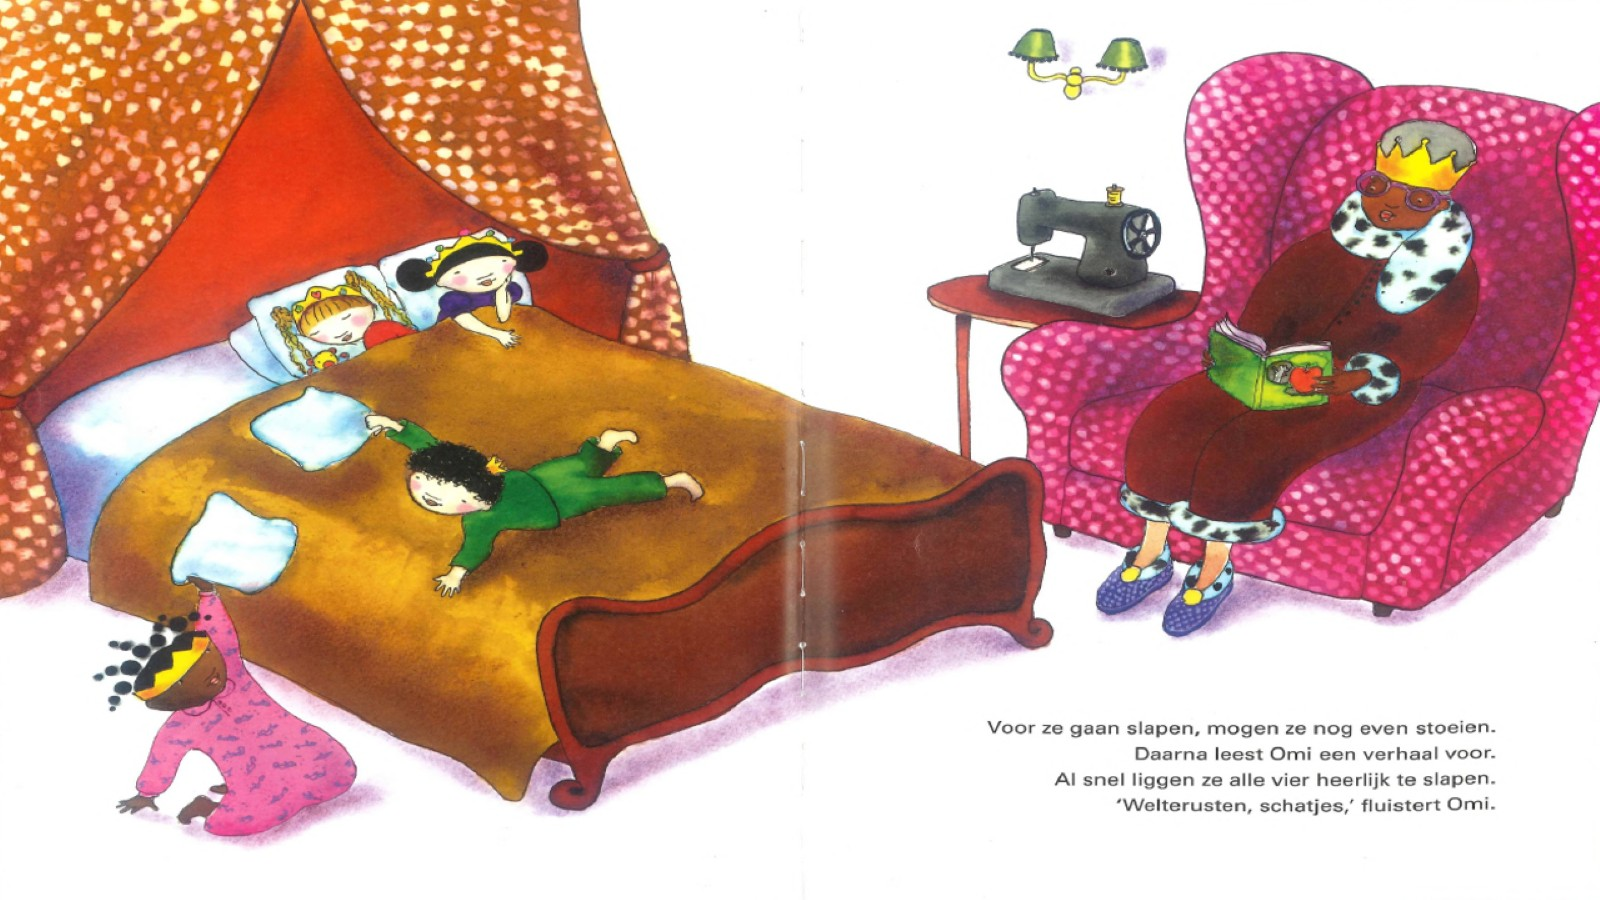 Voor ze gaan slapen, mogen ze nog even stoeien.
Daarna leest Omi een verhaal voor.
Al snel liggen ze alle vier heerlijk te slapen.
‘Welterusten, schatjes,’ fluistert Omi.